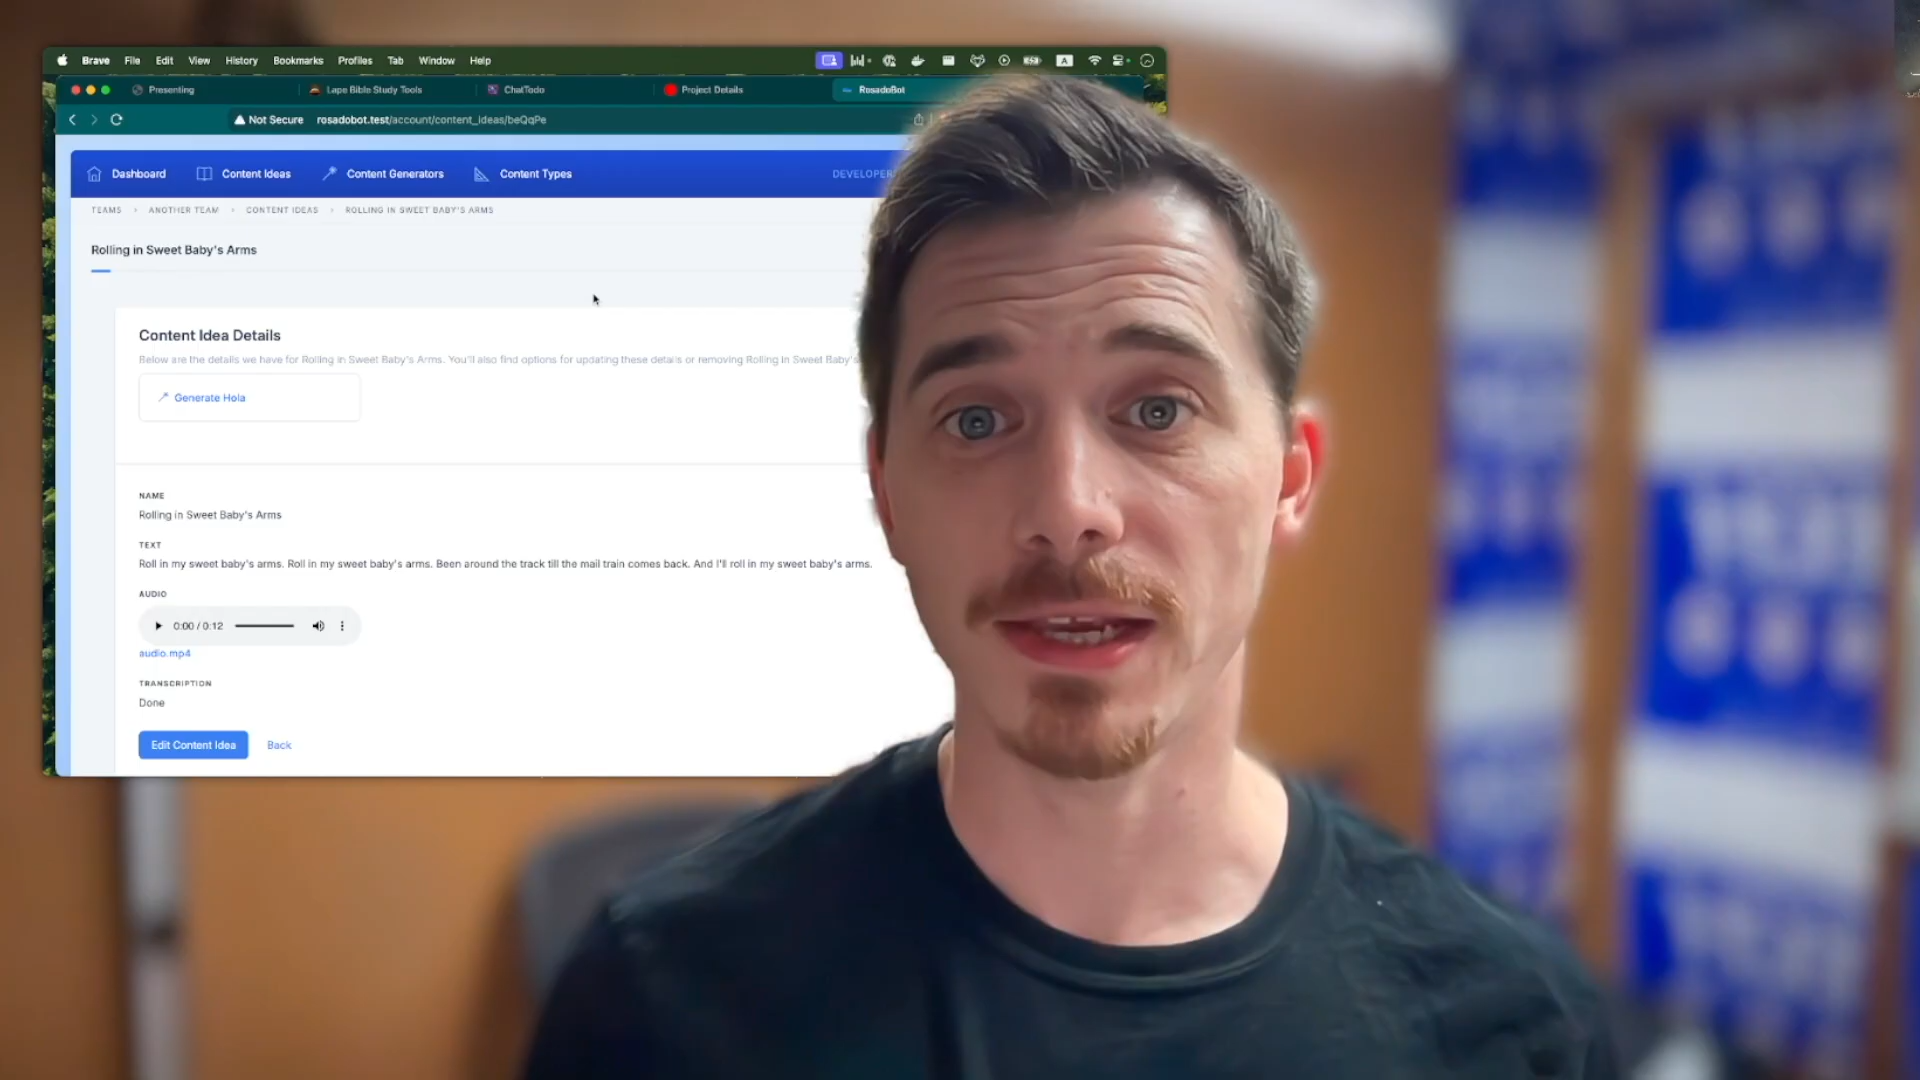 Brave File Edit View History Bookmarks Profiles Tab Window Help
Presenting Lape Bible Study Tools ChatTodo Project Details RosadoBot
Not Secure rosadobot.test/account/content_ideas/beQqPe
Dashboard Content Ideas Content Generators Content Types DEVELOPER
TEAMS › ANOTHER TEAM › CONTENT IDEAS › ROLLING IN SWEET BABY'S ARMS
Rolling in Sweet Baby's Arms
Content Idea Details
Below are the details we have for Rolling in Sweet Baby's Arms. You'll also find options for updating these details or removing Rolling in Sweet Baby's
Generate Hola
NAME
Rolling in Sweet Baby's Arms
TEXT
Roll in my sweet baby's arms. Roll in my sweet baby's arms. Been around the track till the mail train comes back. And I'll roll in my sweet baby's arms.
AUDIO
0:00 / 0:12
audio.mp4
TRANSCRIPTION
Done
Edit Content Idea Back